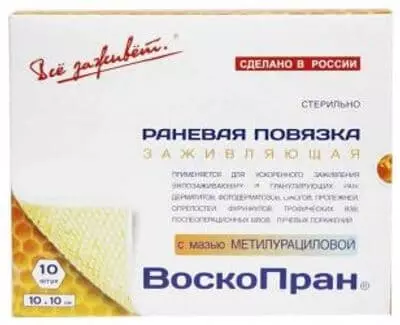 Всё заживёт.®
СДЕЛАНО В РОССИИ
СТЕРИЛЬНО
РАНЕВАЯ ПОВЯЗКА
ЗАЖИВЛЯЮЩАЯ
ПРИМЕНЯЕТСЯ ДЛЯ УСКОРЕННОГО ЗАЖИВЛЕНИЯ
ВЯЛОЗАЖИВАЮЩИХ И ГРАНУЛИРУЮЩИХ РАН,
ДЕРМАТИТОВ, ФОТОДЕРМАТОЗОВ, ОЖОГОВ, ПРОЛЕЖНЕЙ,
ОПРЕЛОСТЕЙ, ФУРУНКУЛОВ, ТРОФИЧЕСКИХ ЯЗВ,
ПОСЛЕОПЕРАЦИОННЫХ ШВОВ, ЛУЧЕВЫХ ПОРАЖЕНИЙ
с мазью МЕТИЛУРАЦИЛОВОЙ
ВоскоПран®
10
штук
10 x 10 см